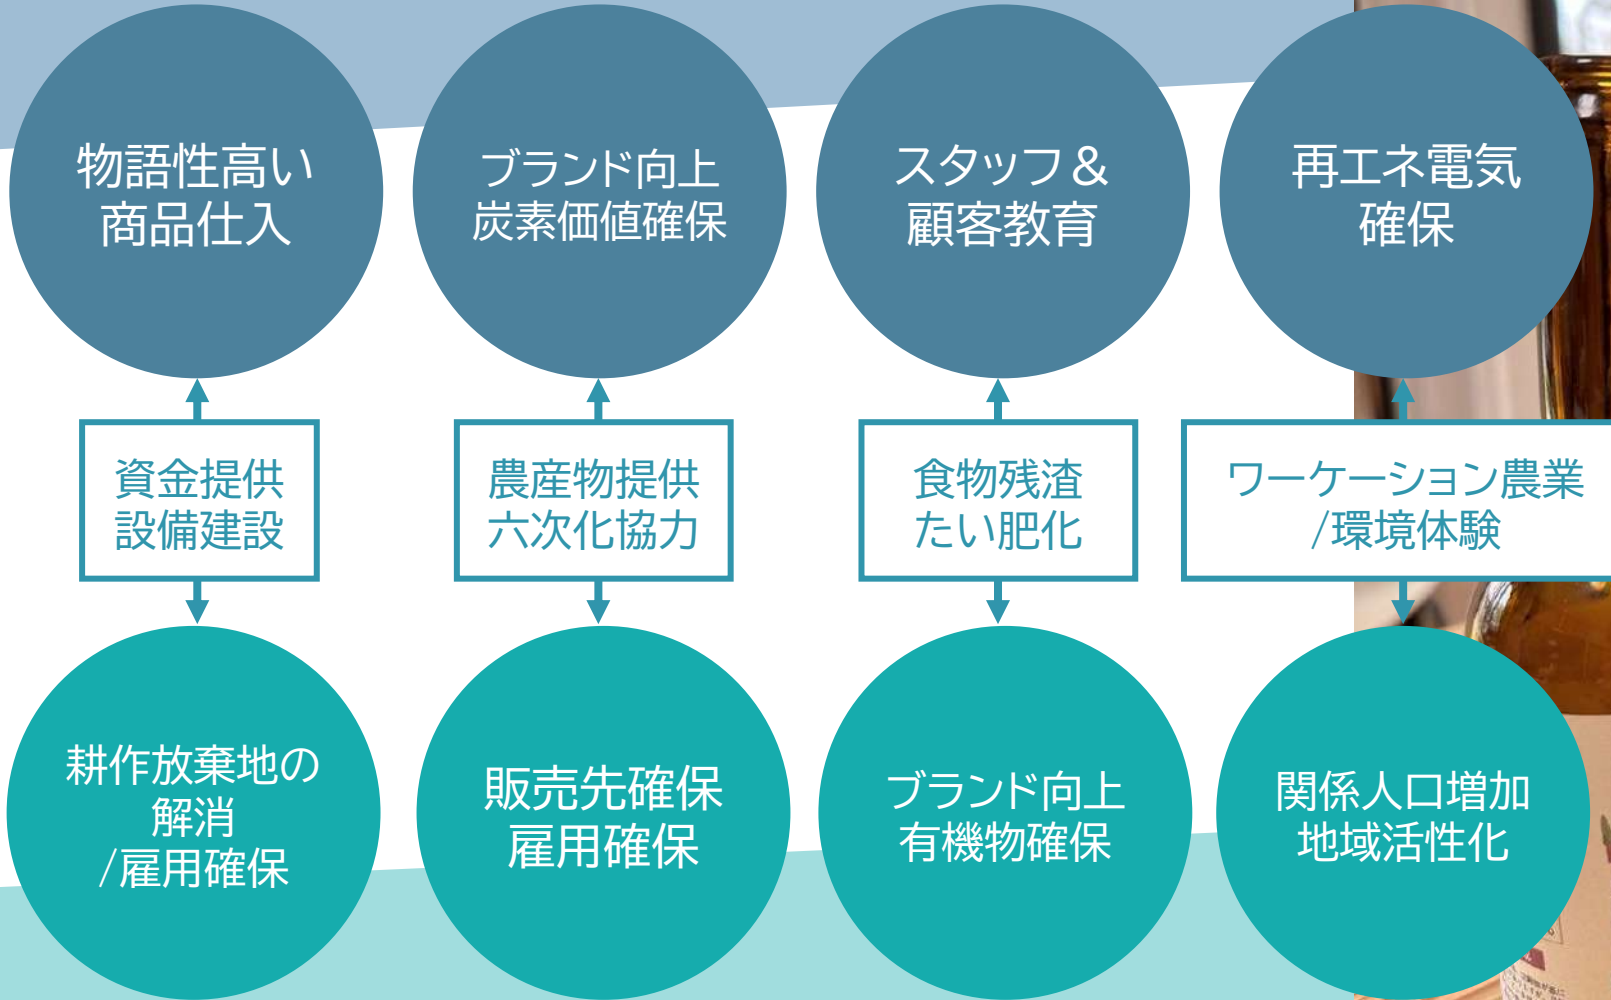 物語性高い
商品仕入
ブランド向上
炭素価値確保
スタッフ＆
顧客教育
再エネ電気
確保
資金提供
設備建設
農産物提供
六次化協力
食物残渣
たい肥化
ワーケーション農業
/環境体験
耕作放棄地の
解消
/雇用確保
販売先確保
雇用確保
ブランド向上
有機物確保
関係人口増加
地域活性化